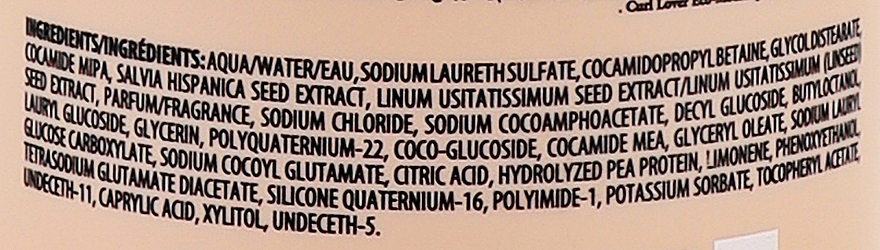 . Curl Lover
INGREDIENTS/INGRÉDIENTS: AQUA/WATER/EAU, SODIUM LAURETH SULFATE, COCAMIDOPROPYL BETAINE, GLYCOL DISTEARATE,
COCAMIDE MIPA, SALVIA HISPANICA SEED EXTRACT, LINUM USITATISSIMUM SEED EXTRACT/LINUM USITATISSIMUM (LINSEED)
SEED EXTRACT, PARFUM/FRAGRANCE, SODIUM CHLORIDE, SODIUM COCOAMPHOACETATE, DECYL GLUCOSIDE, BUTYLOCTANOL,
LAURYL GLUCOSIDE, GLYCERIN, POLYQUATERNIUM-22, COCO-GLUCOSIDE, COCAMIDE MEA, GLYCERYL OLEATE, SODIUM LAURYL
GLUCOSE CARBOXYLATE, SODIUM COCOYL GLUTAMATE, CITRIC ACID, HYDROLYZED PEA PROTEIN, LIMONENE, PHENOXYETHANOL,
TETRASODIUM GLUTAMATE DIACETATE, SILICONE QUATERNIUM-16, POLYIMIDE-1, POTASSIUM SORBATE, TOCOPHERYL ACETATE,
UNDECETH-11, CAPRYLIC ACID, XYLITOL, UNDECETH-5.